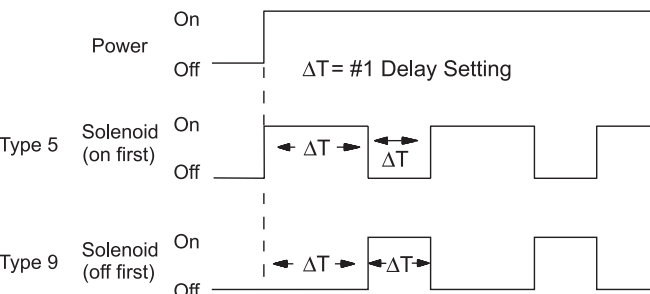 On
Power
Off
ΔT= #1 Delay Setting
Type 5
Solenoid
(on first)
On
Off
ΔT
ΔT
Type 9
Solenoid
(off first)
On
Off
ΔT
ΔT